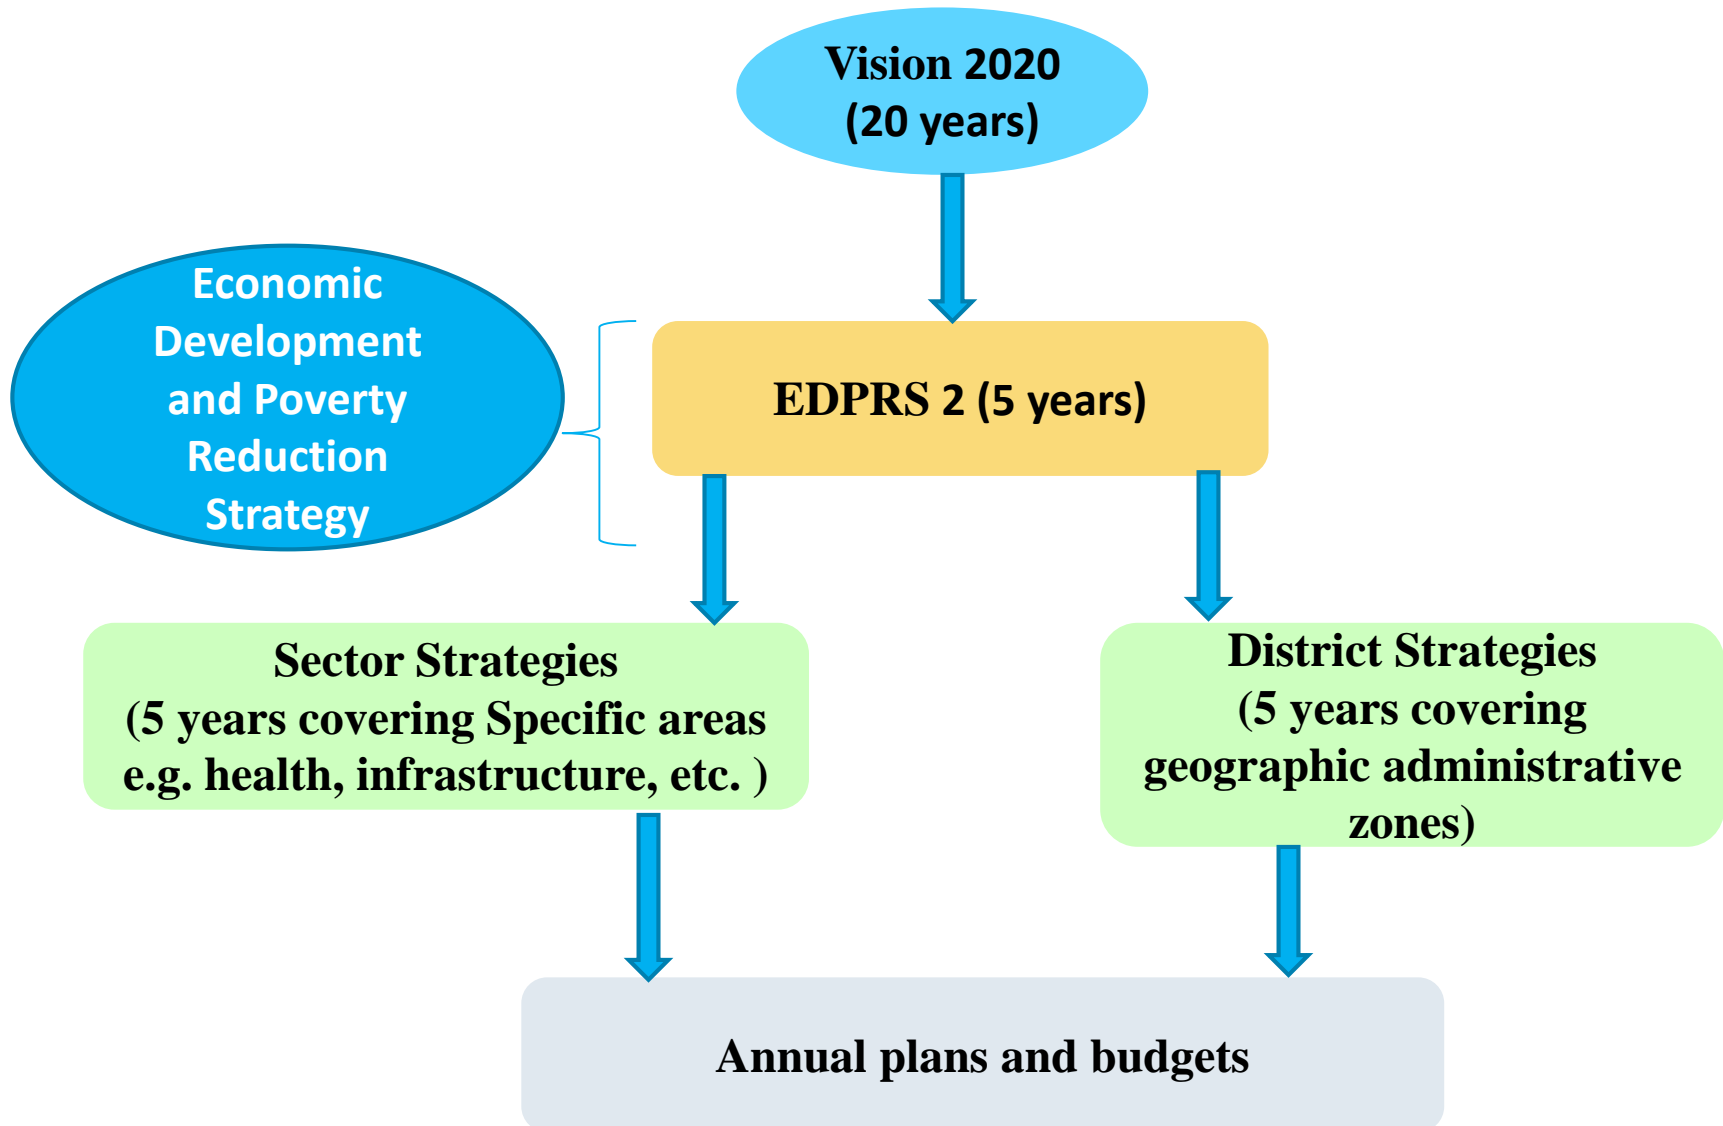 Vision 2020
(20 years)
Economic
Development
and Poverty
Reduction
Strategy
EDPRS 2 (5 years)
Sector Strategies
(5 years covering Specific areas
e.g. health, infrastructure, etc. )
District Strategies
(5 years covering
geographic administrative
zones)
Annual plans and budgets